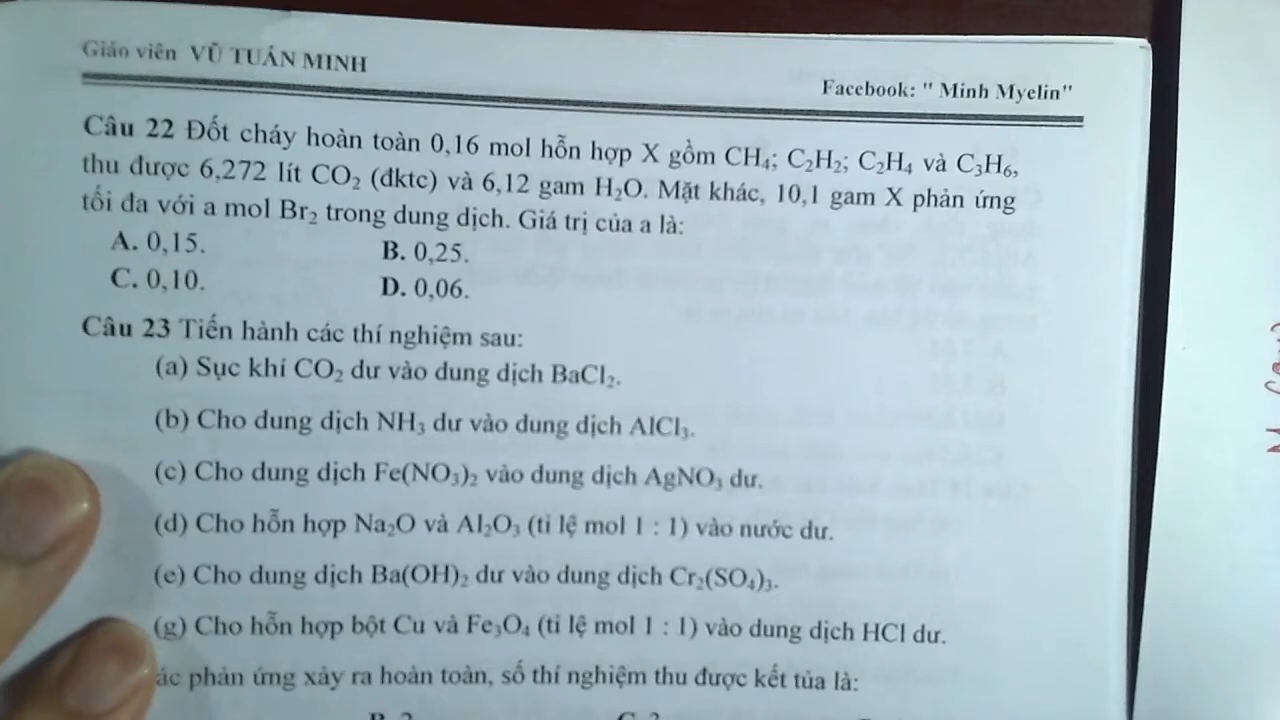 Giáo viên VŨ TUẤN MINH
Facebook: " Minh Myelin"
Câu 22 Đốt cháy hoàn toàn 0,16 mol hỗn hợp X gồm CH₄; C₂H₂; C₂H₄ và C₃H₆,
thu được 6,272 lít CO₂ (đktc) và 6,12 gam H₂O. Mặt khác, 10,1 gam X phản ứng
tối đa với a mol Br₂ trong dung dịch. Giá trị của a là:
A. 0,15. B. 0,25.
C. 0,10. D. 0,06.
Câu 23 Tiến hành các thí nghiệm sau:
(a) Sục khí CO₂ dư vào dung dịch BaCl₂.
(b) Cho dung dịch NH₃ dư vào dung dịch AlCl₃.
(c) Cho dung dịch Fe(NO₃)₂ vào dung dịch AgNO₃ dư.
(d) Cho hỗn hợp Na₂O và Al₂O₃ (tỉ lệ mol 1 : 1) vào nước dư.
(e) Cho dung dịch Ba(OH)₂ dư vào dung dịch Cr₂(SO₄)₃.
(g) Cho hỗn hợp bột Cu và Fe₃O₄ (tỉ lệ mol 1 : 1) vào dung dịch HCl dư.
ác phản ứng xảy ra hoàn toàn, số thí nghiệm thu được kết tủa là: